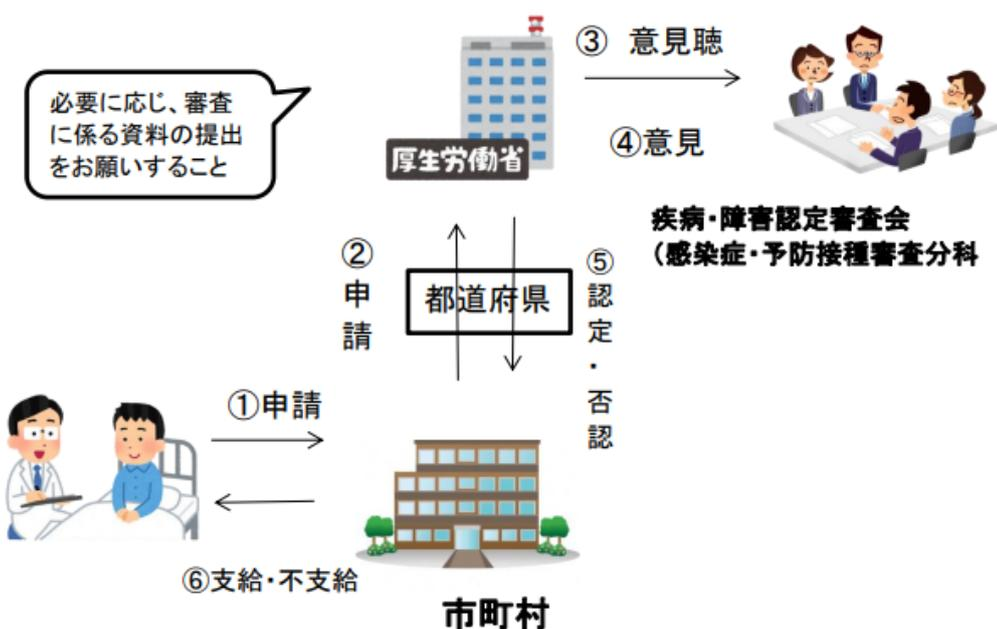 ③ 意見聴
必要に応じ、審査
に係る資料の提出
をお願いすること
厚生労働省
④意見
疾病・障害認定審査会
（感染症・予防接種審査分科
②申請
都道府県
⑤認定・否認
①申請
⑥支給・不支給
市町村